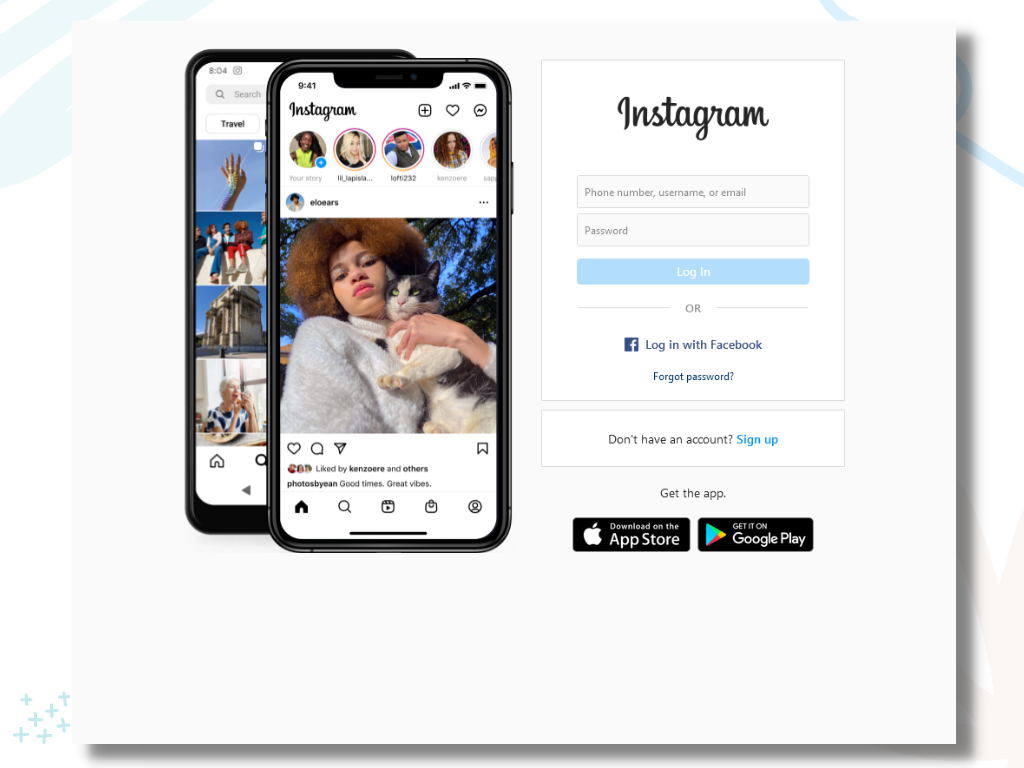 8:04
Search
Travel
9:41
Instagram
Your story
lil_lapisla...
lofti232
kenzoere
sap
eloears
Liked by kenzoere and others
photosbyean Good times. Great vibes.
Instagram
Phone number, username, or email
Password
Log In
OR
Log in with Facebook
Forgot password?
Don't have an account? Sign up
Get the app.
Download on the
App Store
GET IT ON
Google Play